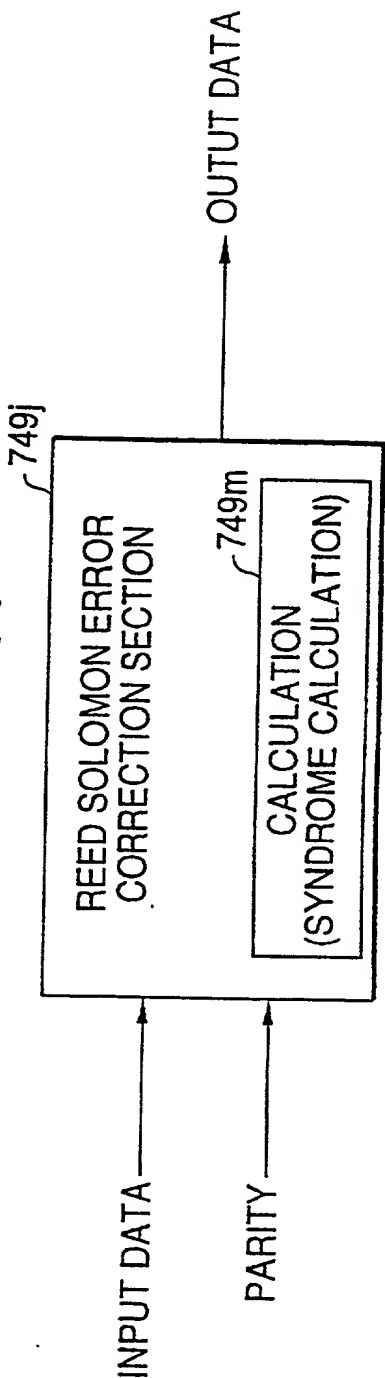 749j
REED SOLOMON ERROR
CORRECTION SECTION
749m
CALCULATION
(SYNDROME CALCULATION)
INPUT DATA
PARITY
OUTUT DATA